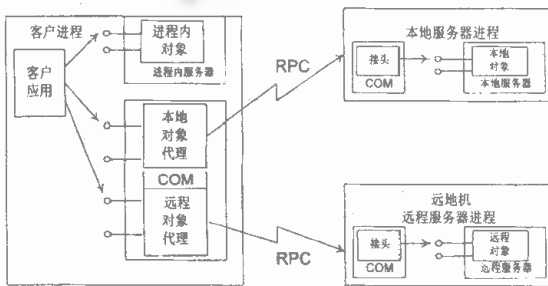 客户进程
客户
应用
进程内
对象
进程内服务器
本地
对象
代理
COM
远程
对象
代理
RPC
RPC
本地服务器进程
接头
COM
本地
对象
本地服务器
远地机
远程服务器进程
接头
COM
远程
对象
远程服务器